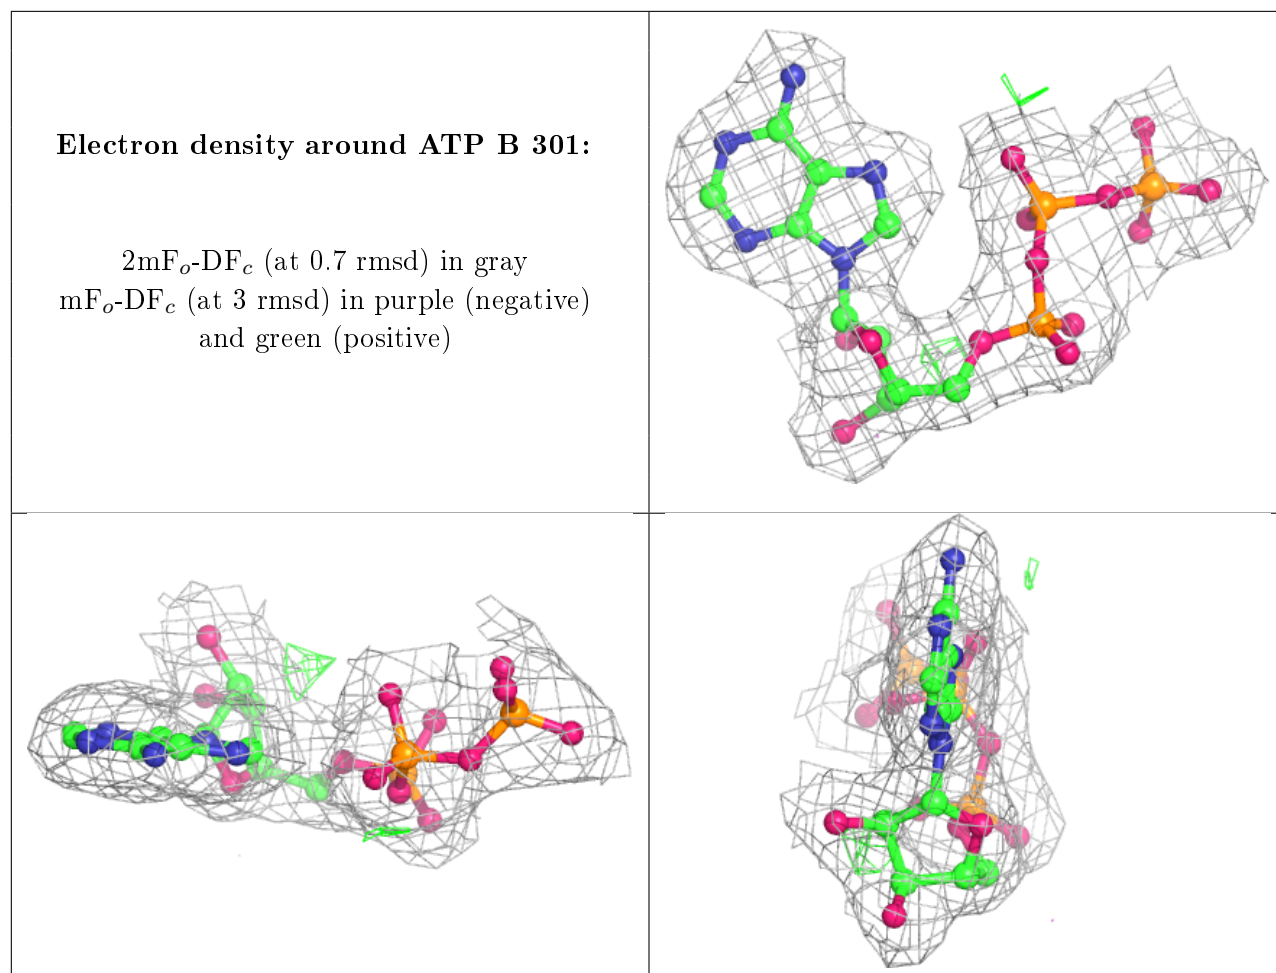 Electron density around ATP B 301:
2mFₒ-DF𝑐 (at 0.7 rmsd) in gray
mFₒ-DF𝑐 (at 3 rmsd) in purple (negative)
and green (positive)